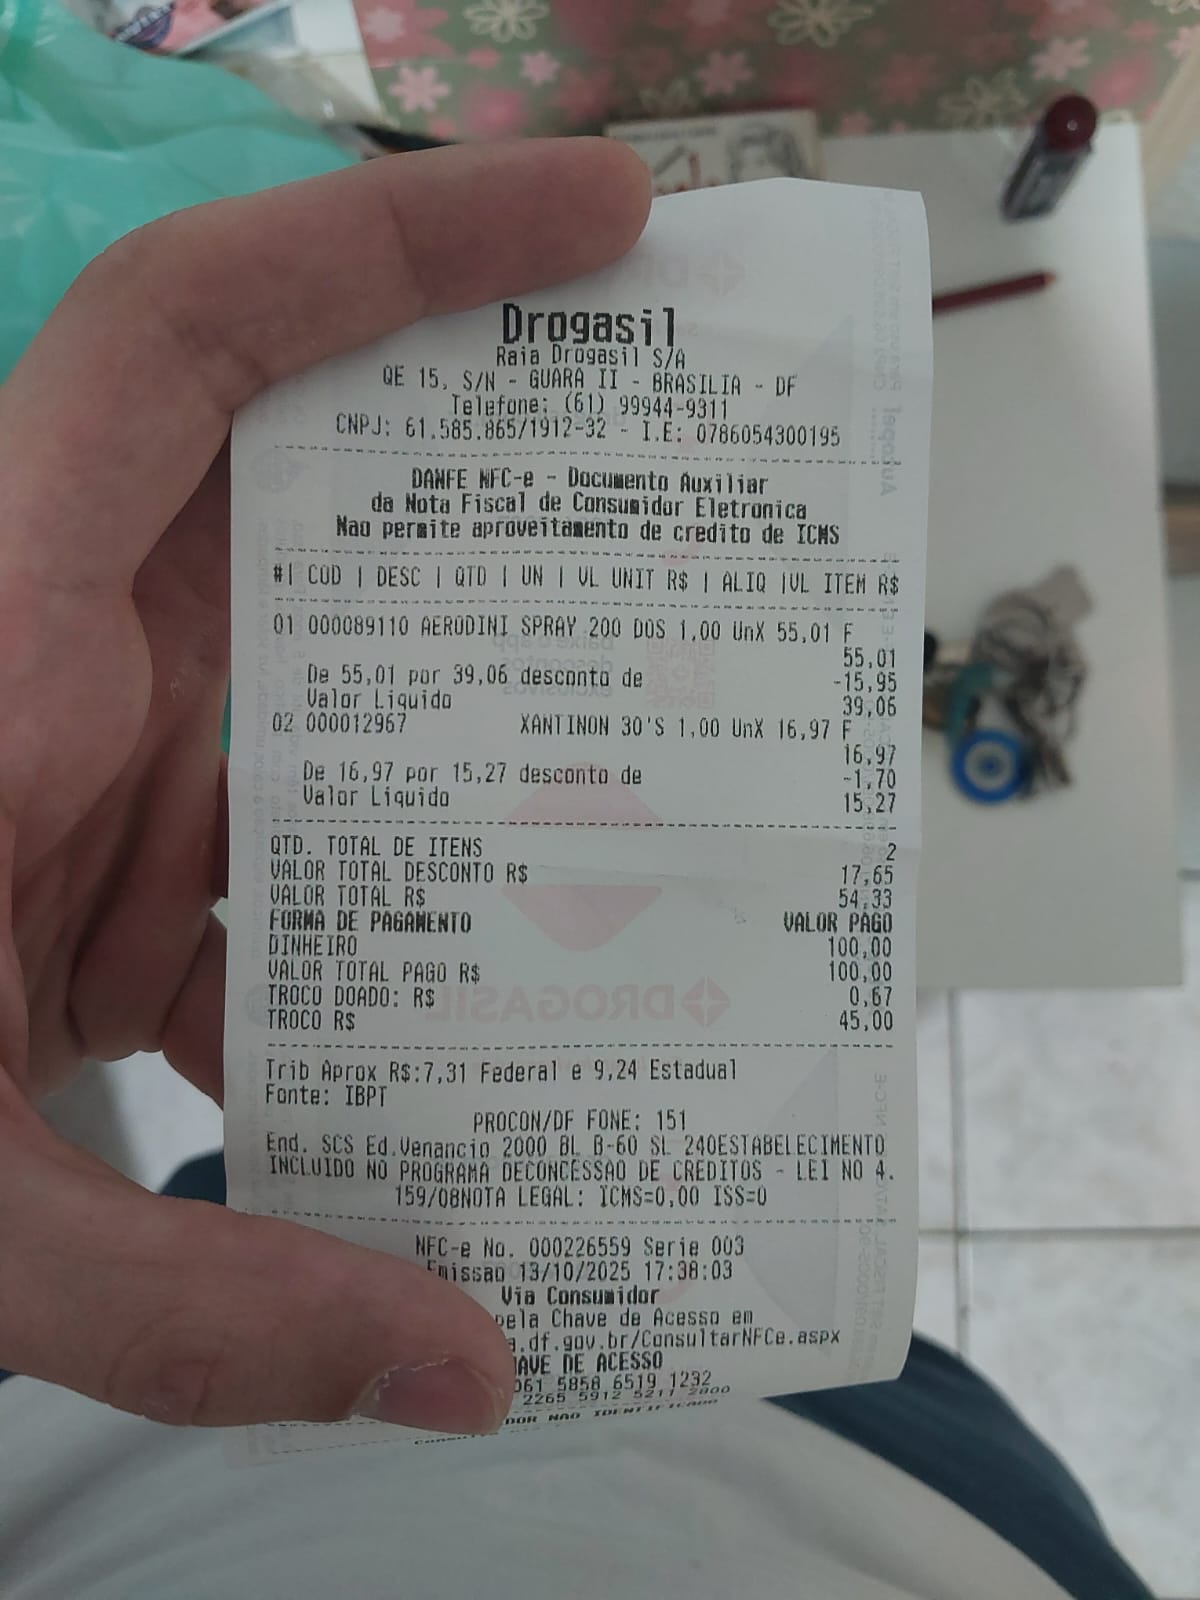 Drogasil
Raia Drogasil S/A
QE 15, S/N - GUARA II - BRASILIA - DF
Telefone: (61) 99944-9311
CNPJ: 61.585.865/1912-32 - I.E: 0786054300195
DANFE NFC-e - Documento Auxiliar
da Nota Fiscal de Consumidor Eletronica
Nao permite aproveitamento de credito de ICMS
#| COD | DESC | QTD | UN | VL UNIT R$ | ALIQ |VL ITEM R$
01 000089110 AERODINI SPRAY 200 DOS 1,00 UnX 55,01 F
55,01
De 55,01 por 39,06 desconto de -15,95
Valor Liquido 39,06
02 000012967 XANTINON 30'S 1,00 UnX 16,97 F
16,97
De 16,97 por 15,27 desconto de -1,70
Valor Liquido 15,27
QTD. TOTAL DE ITENS 2
VALOR TOTAL DESCONTO R$ 17,65
VALOR TOTAL R$ 54,33
FORMA DE PAGAMENTO VALOR PAGO
DINHEIRO 100,00
VALOR TOTAL PAGO R$ 100,00
TROCO DOADO: R$ 0,67
TROCO R$ 45,00
Trib Aprox R$:7,31 Federal e 9,24 Estadual
Fonte: IBPT
PROCON/DF FONE: 151
End. SCS Ed.Venancio 2000 BL B-60 SL 240ESTABELECIMENTO
INCLUIDO NO PROGRAMA DECONCESSAO DE CREDITOS - LEI NO 4.
159/08NOTA LEGAL: ICMS=0,00 ISS=0
NFC-e No. 000226559 Serie 003
Emissao 13/10/2025 17:38:03
Via Consumidor
pela Chave de Acesso em
.df.gov.br/ConsultarNFCe.aspx
HAVE DE ACESSO
061 5858 6519 1232
2265 5912 5211 2800
DOR NAO IDENTIFICADO